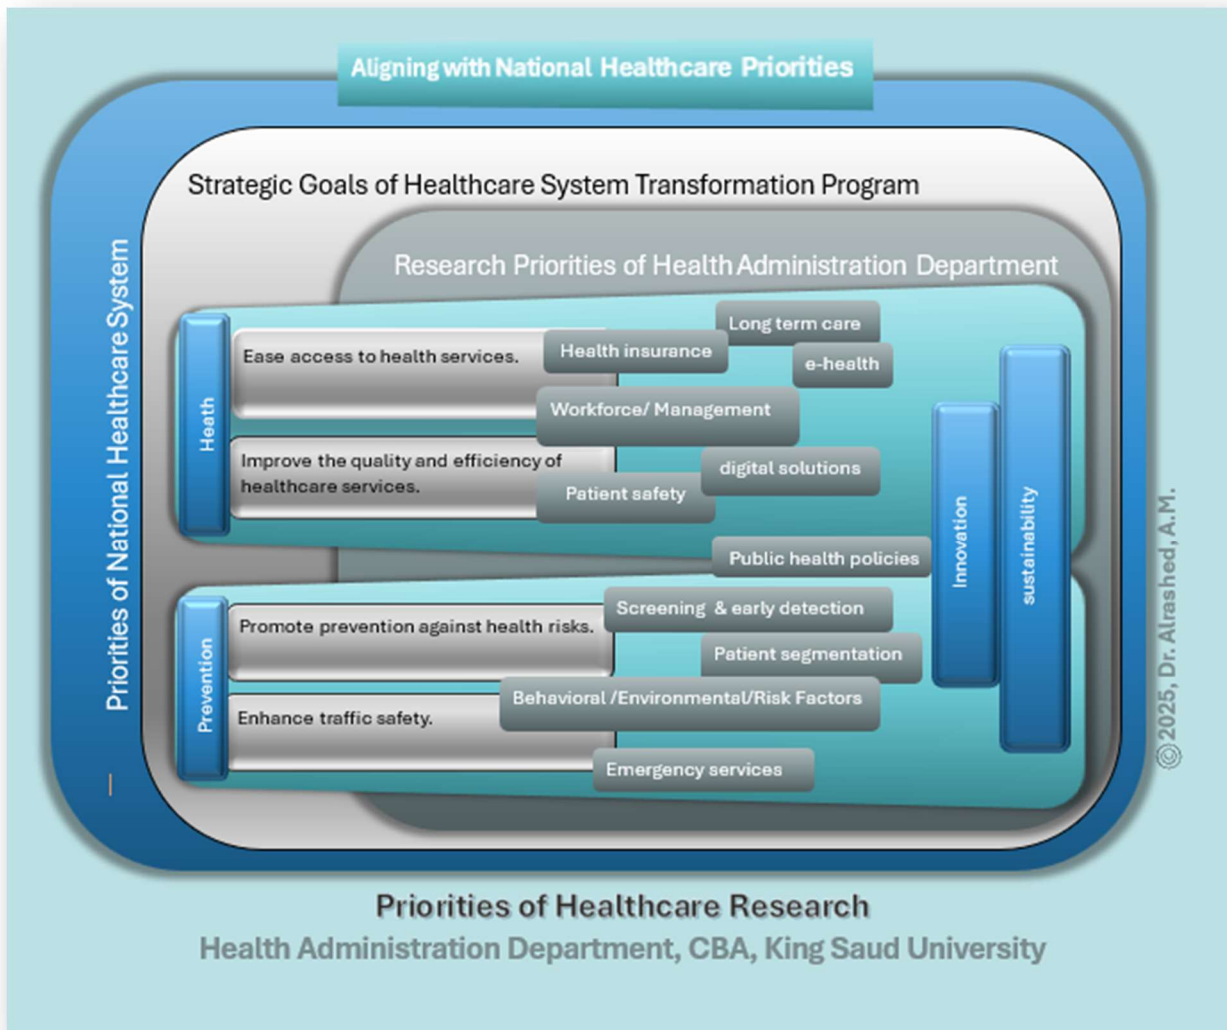 Aligning with National Healthcare Priorities
Strategic Goals of Healthcare System Transformation Program
Research Priorities of Health Administration Department
Priorities of National Healthcare System
Heath
Ease access to health services.
Improve the quality and efficiency of
healthcare services.
Long term care
Health insurance
e-health
Workforce/ Management
digital solutions
Patient safety
Public health policies
Prevention
Promote prevention against health risks.
Enhance traffic safety.
Screening & early detection
Patient segmentation
Behavioral /Environmental/Risk Factors
Emergency services
Innovation
sustainability
©2025, Dr. Alrashed, A.M.
Priorities of Healthcare Research
Health Administration Department, CBA, King Saud University